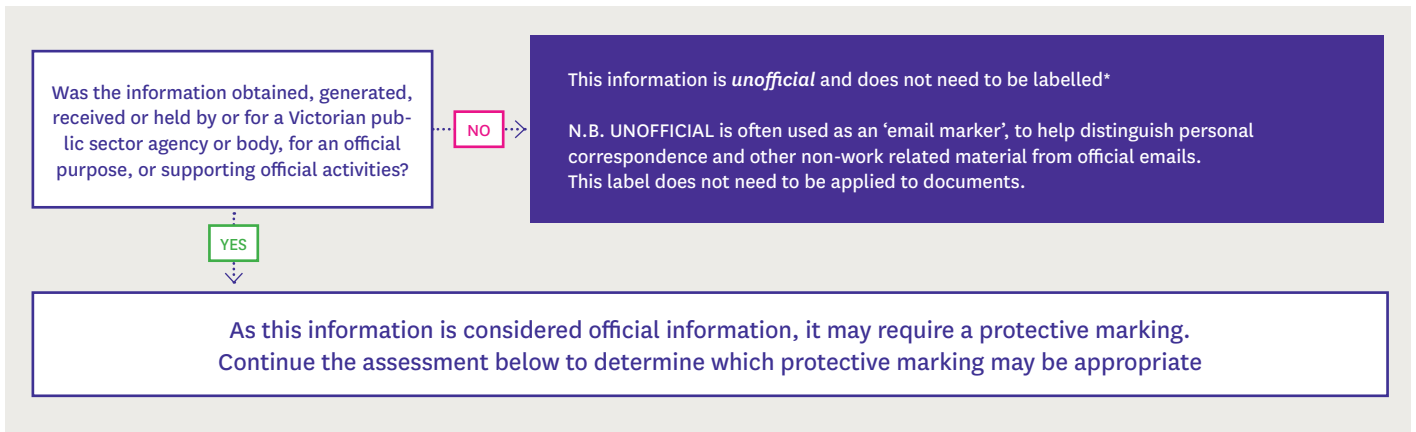 Was the information obtained, generated,
received or held by or for a Victorian pub-
lic sector agency or body, for an official
purpose, or supporting official activities?
NO
This information is unofficial and does not need to be labelled*
N.B. UNOFFICIAL is often used as an ‘email marker’, to help distinguish personal
correspondence and other non-work related material from official emails.
This label does not need to be applied to documents.
YES
As this information is considered official information, it may require a protective marking.
Continue the assessment below to determine which protective marking may be appropriate